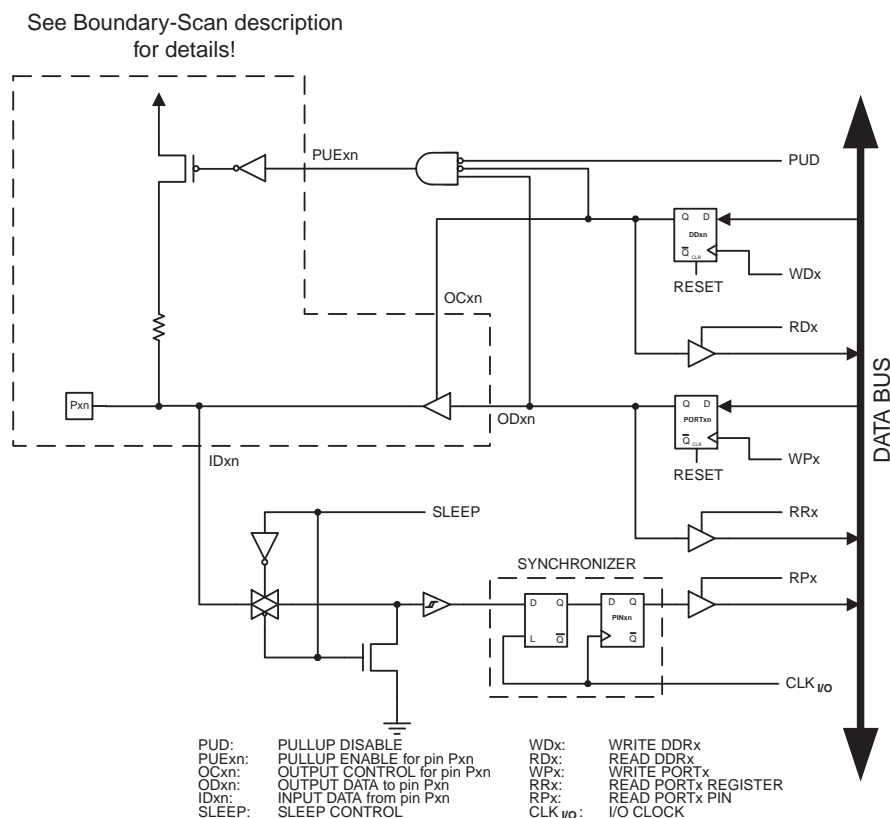 See Boundary-Scan description
for details!
PUExn
PUD
Q D
DDxn
Q CLR
WDx
RESET
OCxn
RDx
Pxn
ODxn
Q D
PORTxn
Q CLR
WPx
RESET
IDxn
SLEEP
RRx
SYNCHRONIZER
RPx
D Q
L Q
D Q
PINxn
Q
CLK I/O
DATA BUS
PUD: PULLUP DISABLE
PUExn: PULLUP ENABLE for pin Pxn
OCxn: OUTPUT CONTROL for pin Pxn
ODxn: OUTPUT DATA to pin Pxn
IDxn: INPUT DATA from pin Pxn
SLEEP: SLEEP CONTROL
WDx: WRITE DDRx
RDx: READ DDRx
WPx: WRITE PORTx
RRx: READ PORTx REGISTER
RPx: READ PORTx PIN
CLK I/O: I/O CLOCK